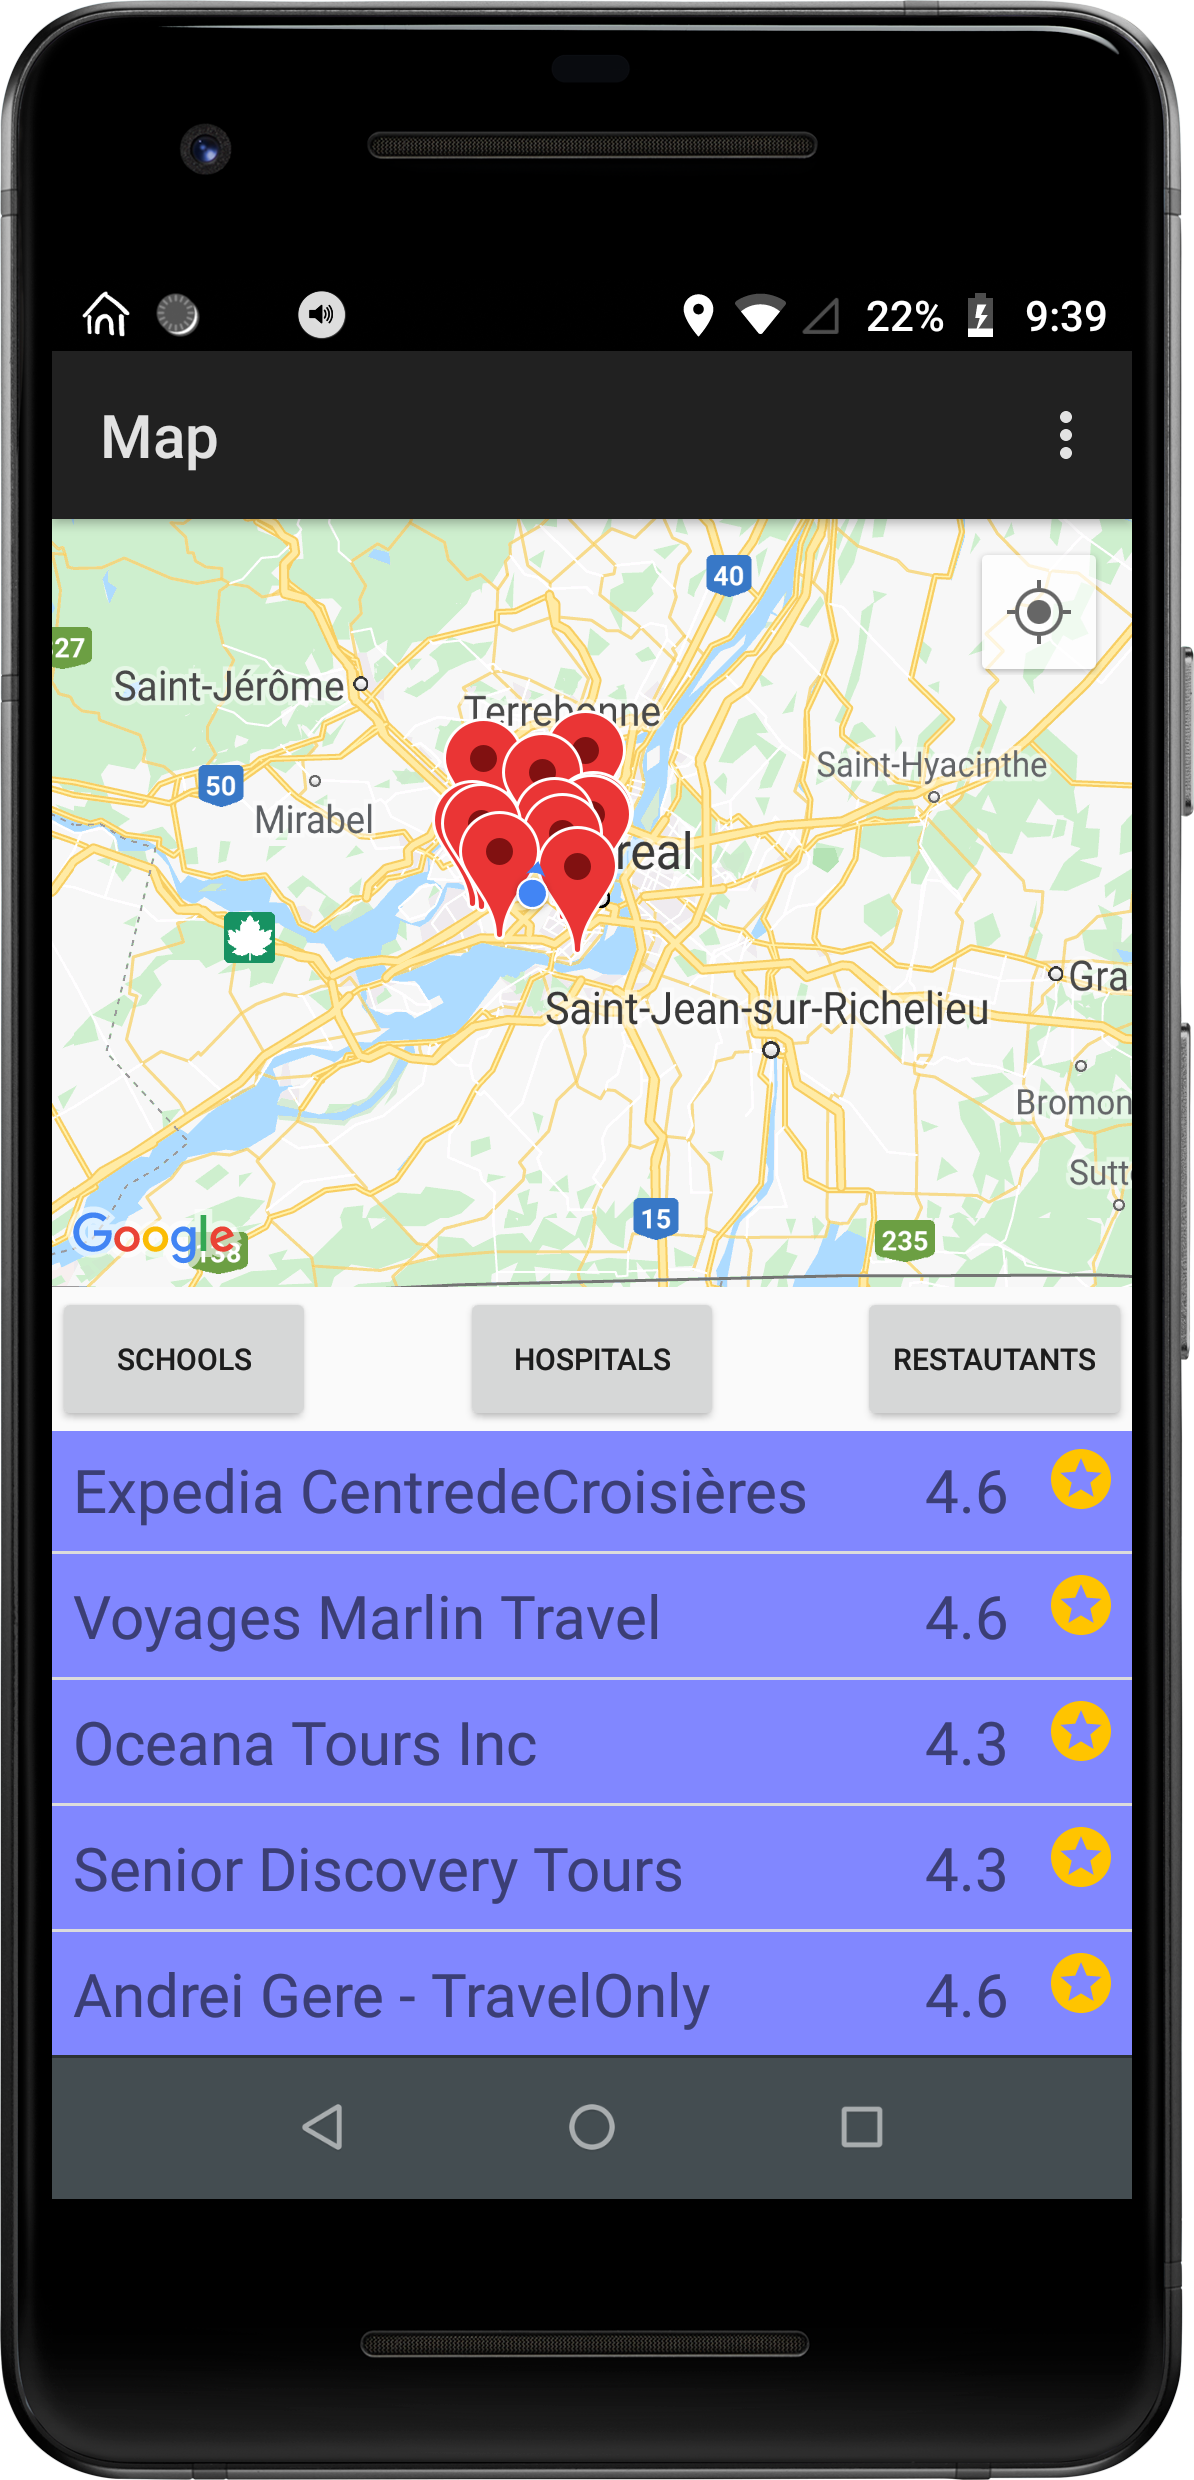 22% 9:39
Map
40
27
Saint-Jérôme
Terrebonne
Saint-Hyacinthe
50
Mirabel
real
Gra
Saint-Jean-sur-Richelieu
Bromon
Sutt
15
Google
138
235
SCHOOLS HOSPITALS RESTAUTANTS
Expedia CentredeCroisières 4.6
Voyages Marlin Travel 4.6
Oceana Tours Inc 4.3
Senior Discovery Tours 4.3
Andrei Gere - TravelOnly 4.6